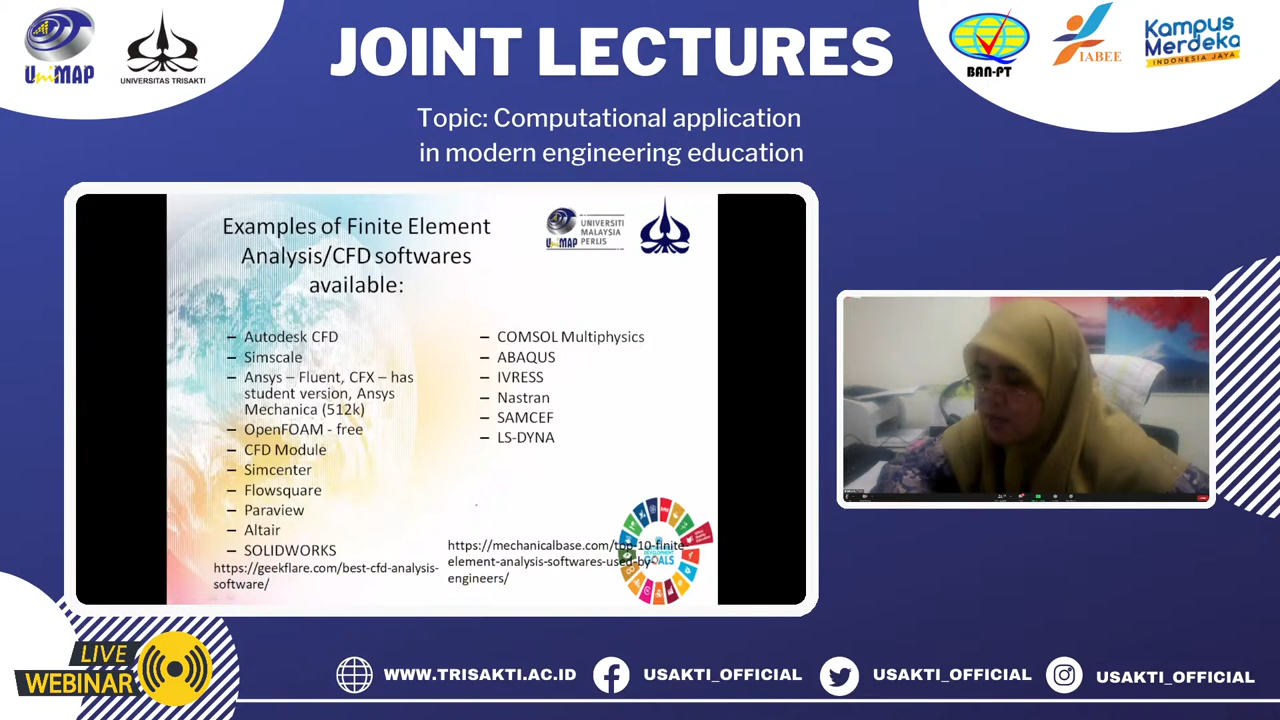 UniMAP
UNIVERSITAS TRISAKTI
JOINT LECTURES
BAN-PT
IABEE
Kampus
Merdeka
INDONESIA JAYA
Topic: Computational application
in modern engineering education
Examples of Finite Element
Analysis/CFD softwares
available:
UniMAP
UNIVERSITI
MALAYSIA
PERLIS
– Autodesk CFD
– Simscale
– Ansys – Fluent, CFX – has
student version, Ansys
Mechanica (512k)
– OpenFOAM - free
– CFD Module
– Simcenter
– Flowsquare
– Paraview
– Altair
– SOLIDWORKS
https://geekflare.com/best-cfd-analysis-
software/
– COMSOL Multiphysics
– ABAQUS
– IVRESS
– Nastran
– SAMCEF
– LS-DYNA
https://mechanicalbase.com/top-10-finite-
element-analysis-softwares-used-by-
engineers/
GOALS
LIVE
WEBINAR
WWW.TRISAKTI.AC.ID
USAKTI_OFFICIAL
USAKTI_OFFICIAL
USAKTI_OFFICIAL